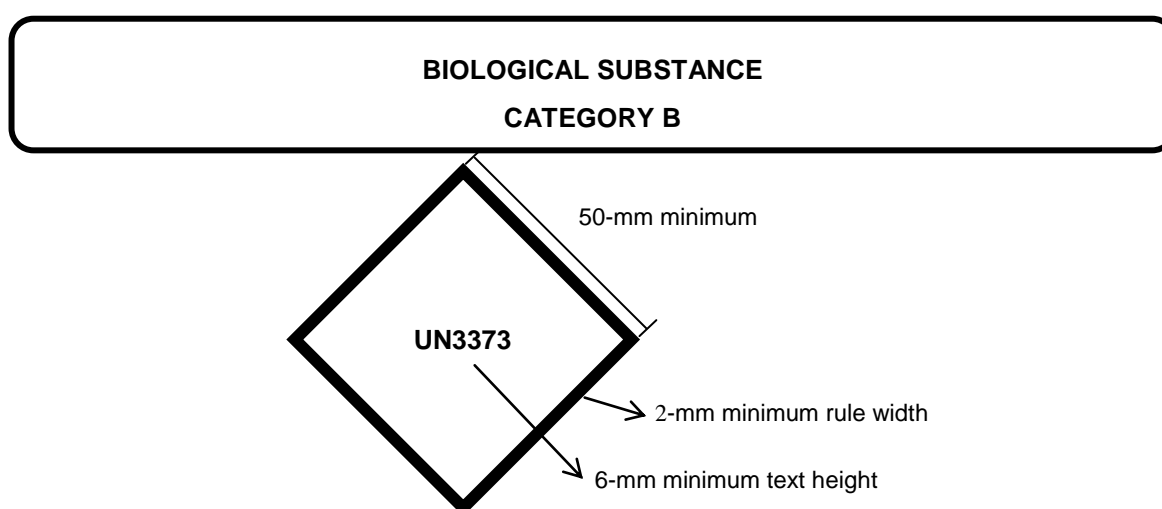 BIOLOGICAL SUBSTANCE
CATEGORY B
50-mm minimum
UN3373
2-mm minimum rule width
6-mm minimum text height